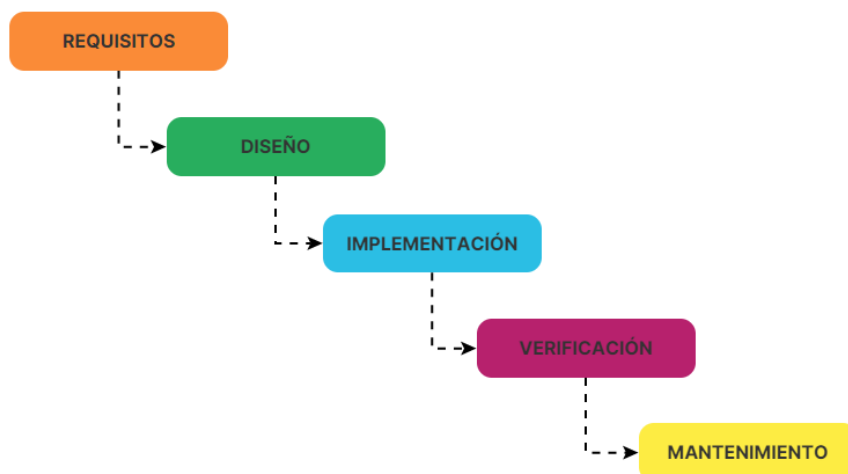 REQUISITOS
DISEÑO
IMPLEMENTACIÓN
VERIFICACIÓN
MANTENIMIENTO